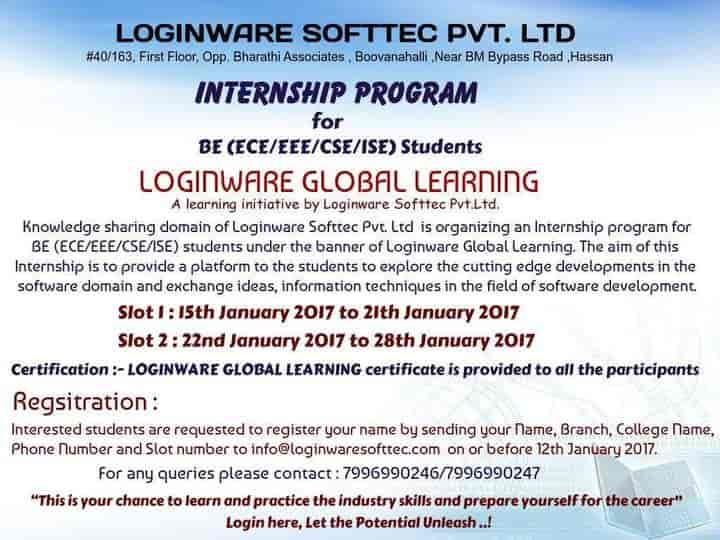 LOGINWARE SOFTTEC PVT. LTD
#40/163, First Floor, Opp. Bharathi Associates , Boovanahalli ,Near BM Bypass Road ,Hassan
INTERNSHIP PROGRAM
for
BE (ECE/EEE/CSE/ISE) Students
LOGINWARE GLOBAL LEARNING
A learning initiative by Loginware Softtec Pvt.Ltd.
Knowledge sharing domain of Loginware Softtec Pvt. Ltd is organizing an Internship program for
BE (ECE/EEE/CSE/ISE) students under the banner of Loginware Global Learning. The aim of this
Internship is to provide a platform to the students to explore the cutting edge developments in the
software domain and exchange ideas, information techniques in the field of software development.
Slot 1 : 15th January 2017 to 21th January 2017
Slot 2 : 22nd January 2017 to 28th January 2017
Certification :- LOGINWARE GLOBAL LEARNING certificate is provided to all the participants
Regsitration :
Interested students are requested to register your name by sending your Name, Branch, College Name,
Phone Number and Slot number to info@loginwaresofttec.com on or before 12th January 2017.
For any queries please contact : 7996990246/7996990247
"This is your chance to learn and practice the industry skills and prepare yourself for the career"
Login here, Let the Potential Unleash ..!